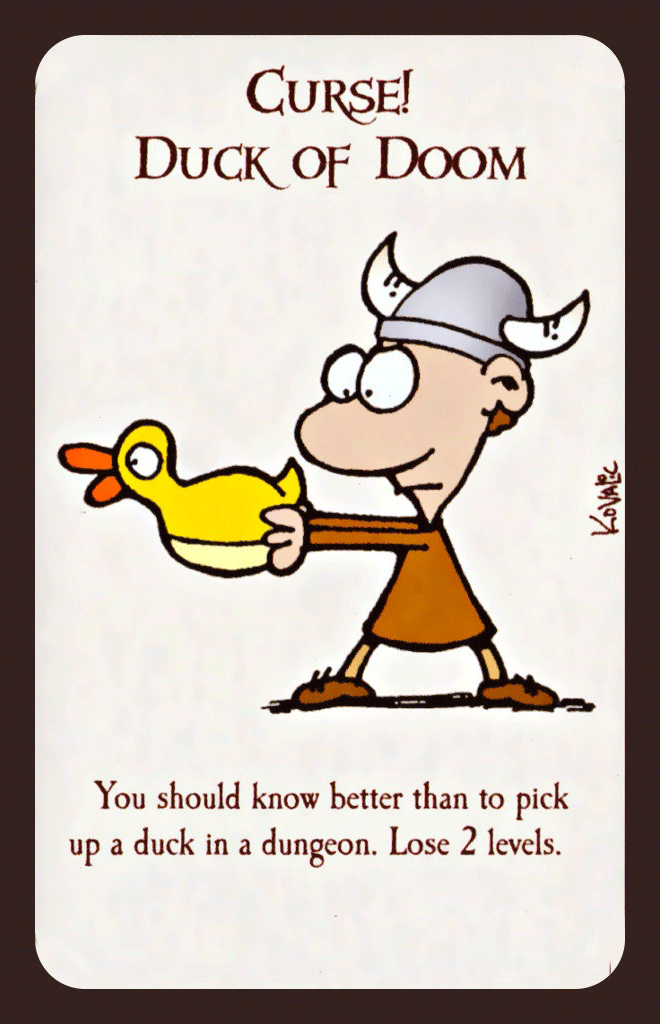 Curse!
Duck of Doom
Kovalic
You should know better than to pick
up a duck in a dungeon. Lose 2 levels.